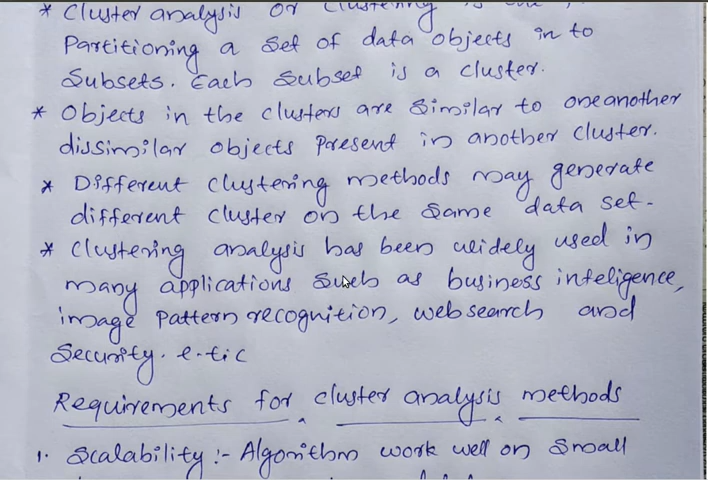 * Cluster analysis or clustering is
Partitioning a set of data objects in to
Subsets. Each Subset is a cluster.
* Objects in the clusters are Similar to one another
dissimilar objects Present in another cluster.
* Different clustering methods may generate
different cluster on the Same data set.
* Clustering analysis has been widely used in
many applications Such as business inteligence,
image Pattern recognition, web search and
Security. e.tic
Requirements for cluster analysis methods
1. Scalability :- Algorithm work well on Small